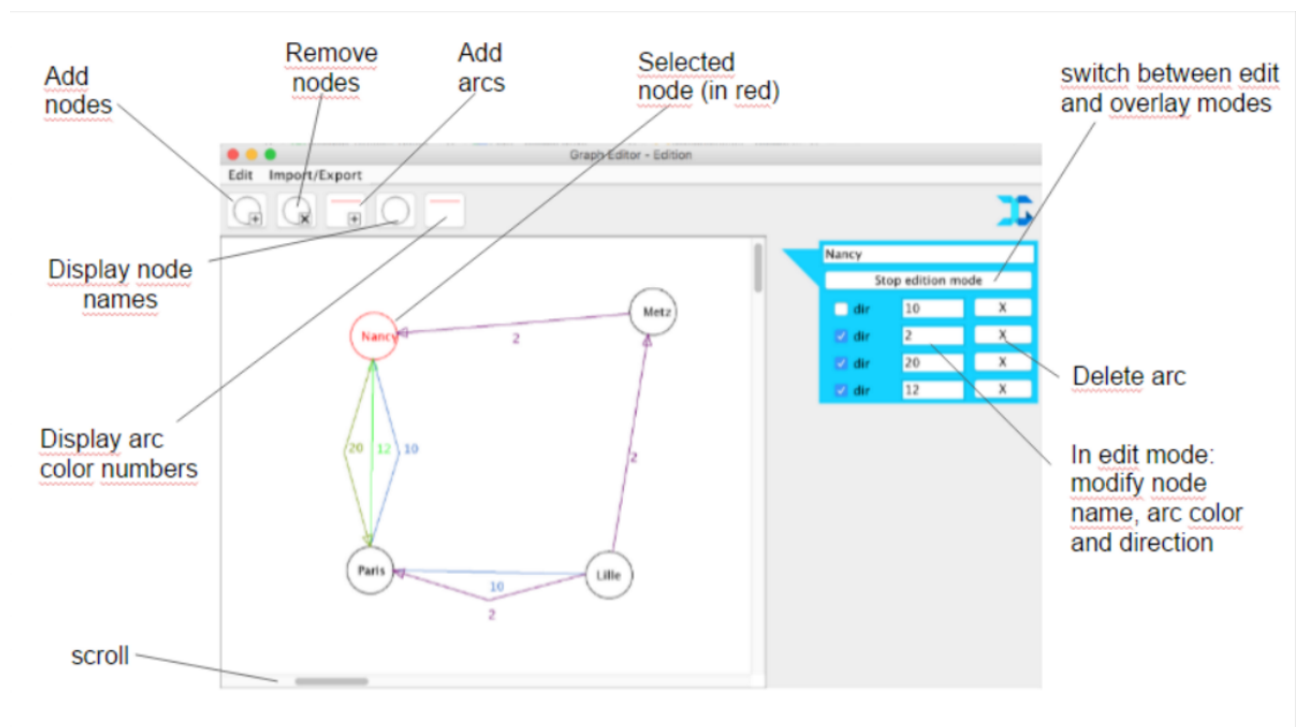 Add
nodes
Remove
nodes
Add
arcs
Selected
node (in red)
switch between edit
and overlay modes
Graph Editor - Edition
Edit Import/Export
Display node
names
Display arc
color numbers
scroll
Nancy
Metz
2
20
12
10
2
Paris
Lille
10
2
Nancy
Stop edition mode
dir 10 X
dir 2 X
dir 20 X
dir 12 X
Delete arc
In edit mode:
modify node
name, arc color
and direction